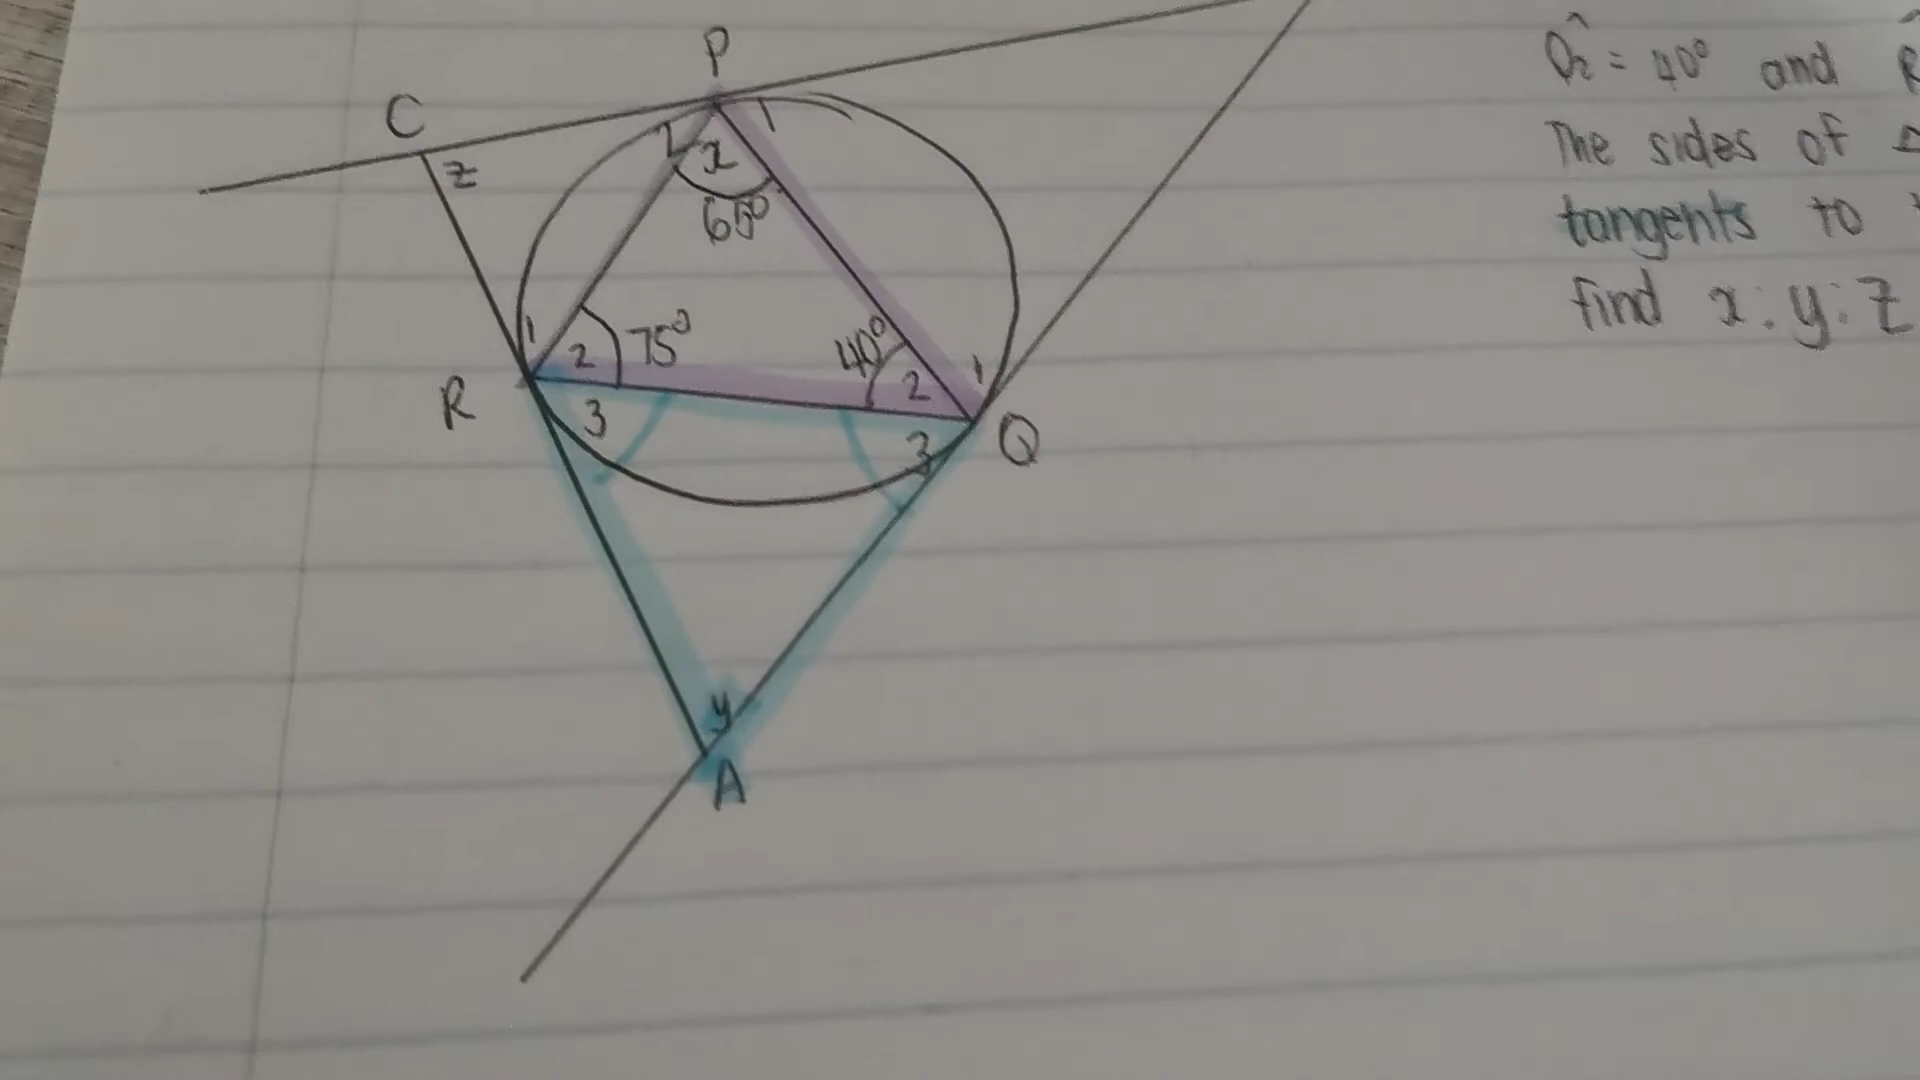 P
C
z
2
x
1
65°
1
2
75°
40°
2
1
R
3
3
Q
y
A
Q̂₂ = 40° and
The sides of
tangents to
find x : y : z